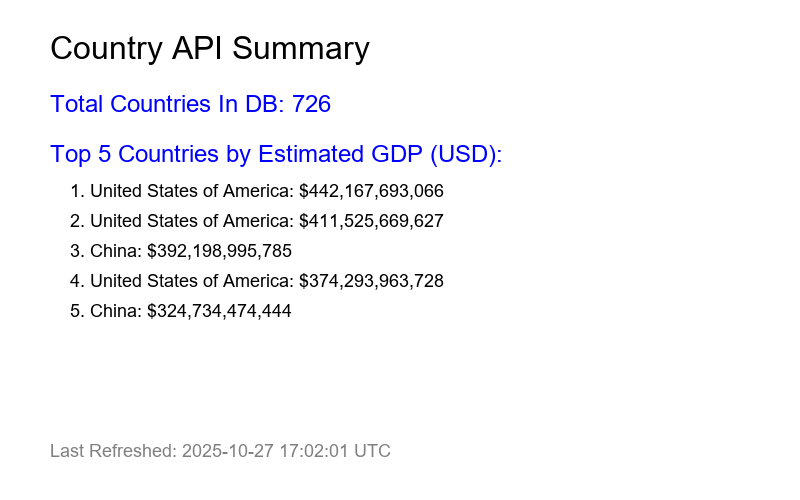 Country API Summary
Total Countries In DB: 726
Top 5 Countries by Estimated GDP (USD):
1. United States of America: $442,167,693,066
2. United States of America: $411,525,669,627
3. China: $392,198,995,785
4. United States of America: $374,293,963,728
5. China: $324,734,474,444
Last Refreshed: 2025-10-27 17:02:01 UTC